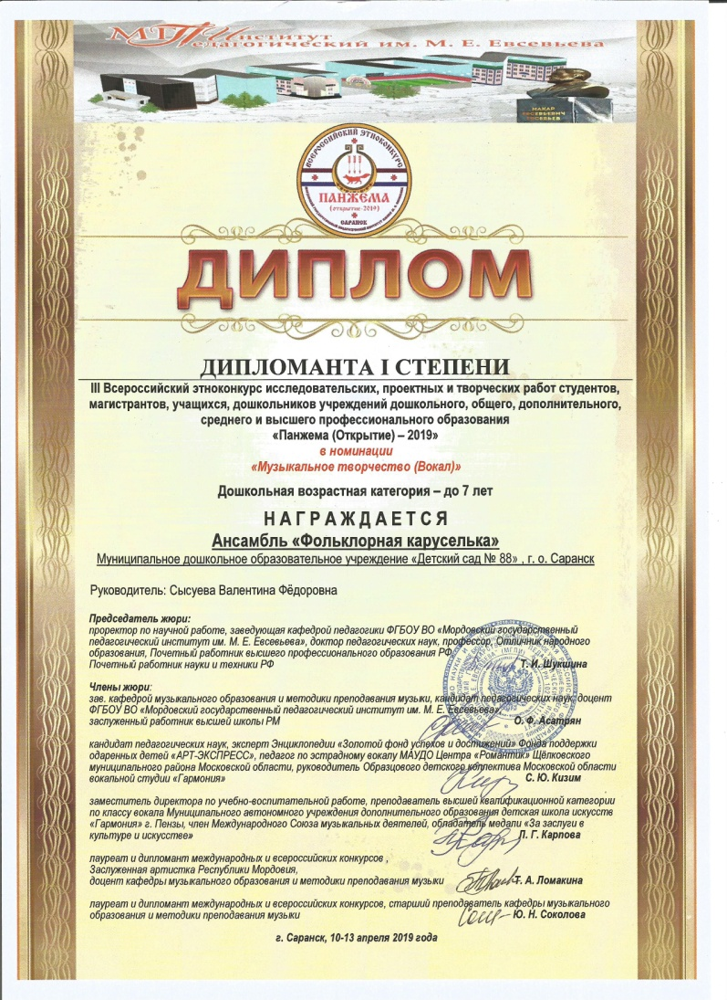 МГПИнститут
Педагогический им. М. Е. Евсевьева
МАКАР
ЕВСЕВЬЕВИЧ
ЕВСЕВЬЕВ
ВСЕРОССИЙСКИЙ ЭТНОКОНКУРС
ПАНЖЕМА
(открытие-2019)
САРАНСК
ДИПЛОМ
ДИПЛОМАНТА I СТЕПЕНИ
III Всероссийский этноконкурс исследовательских, проектных и творческих работ студентов,
магистрантов, учащихся, дошкольников учреждений дошкольного, общего, дополнительного,
среднего и высшего профессионального образования
«Панжема (Открытие) – 2019»
в номинации
«Музыкальное творчество (Вокал)»
Дошкольная возрастная категория – до 7 лет
НАГРАЖДАЕТСЯ
Ансамбль «Фольклорная каруселька»
Муниципальное дошкольное образовательное учреждение «Детский сад № 88» , г. о. Саранск
Руководитель: Сысуева Валентина Фёдоровна
Председатель жюри:
проректор по научной работе, заведующая кафедрой педагогики ФГБОУ ВО «Мордовский государственный
педагогический институт им. М. Е. Евсевьева», доктор педагогических наук, профессор, Отличник народного
образования, Почетный работник высшего профессионального образования РФ,
Почетный работник науки и техники РФ Т. И. Шукшина
Члены жюри:
зав. кафедрой музыкального образования и методики преподавания музыки, кандидат педагогических наук, доцент
ФГБОУ ВО «Мордовский государственный педагогический институт им. М. Е. Евсевьева»,
заслуженный работник высшей школы РМ О. Ф. Асатрян
кандидат педагогических наук, эксперт Энциклопедии «Золотой фонд успехов и достижений» Фонда поддержки
одаренных детей «АРТ-ЭКСПРЕСС», педагог по эстрадному вокалу МАУДО Центра «Романтик» Щёлковского
муниципального района Московской области, руководитель Образцового детского коллектива Московской области
вокальной студии «Гармония» С. Ю. Кизим
заместитель директора по учебно-воспитательной работе, преподаватель высшей квалификационной категории
по классу вокала Муниципального автономного учреждения дополнительного образования детская школа искусств
«Гармония» г. Пензы, член Международного Союза музыкальных деятелей, обладатель медали «За заслуги в
культуре и искусстве» Л. Г. Карпова
лауреат и дипломант международных и всероссийских конкурсов ,
Заслуженная артистка Республики Мордовия,
доцент кафедры музыкального образования и методики преподавания музыки Т. А. Ломакина
лауреат и дипломант международных и всероссийских конкурсов, старший преподаватель кафедры музыкального
образования и методики преподавания музыки Ю. Н. Соколова
г. Саранск, 10-13 апреля 2019 года